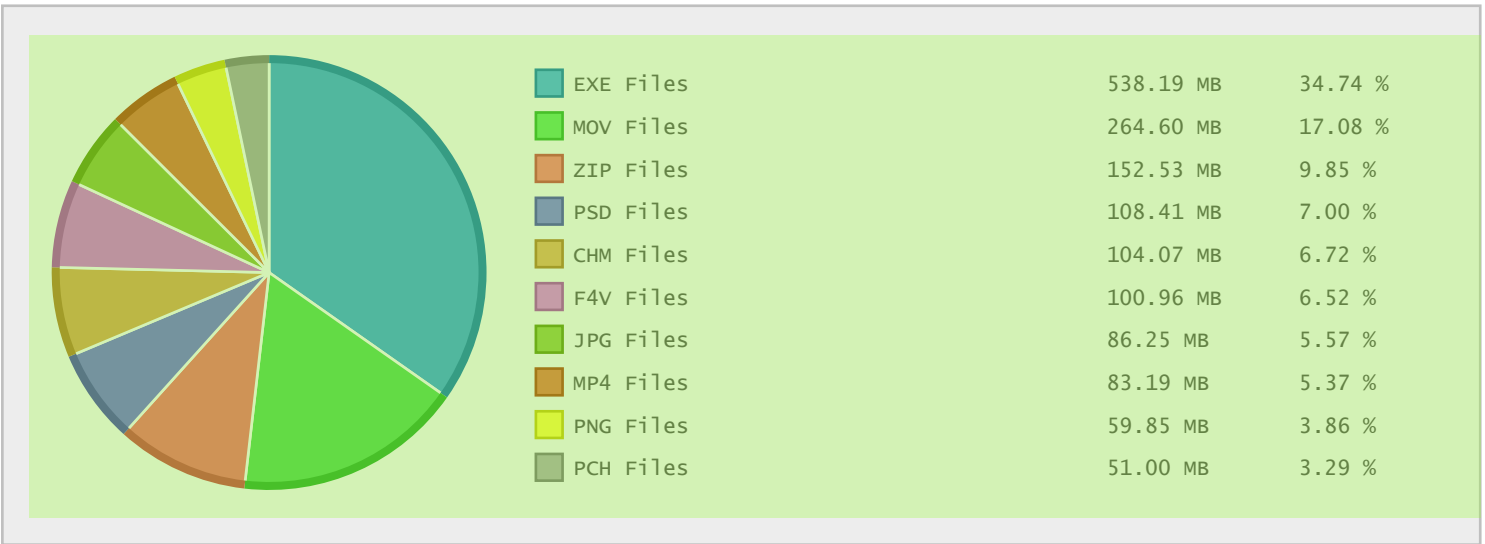 EXE Files 538.19 MB 34.74 %
MOV Files 264.60 MB 17.08 %
ZIP Files 152.53 MB 9.85 %
PSD Files 108.41 MB 7.00 %
CHM Files 104.07 MB 6.72 %
F4V Files 100.96 MB 6.52 %
JPG Files 86.25 MB 5.57 %
MP4 Files 83.19 MB 5.37 %
PNG Files 59.85 MB 3.86 %
PCH Files 51.00 MB 3.29 %